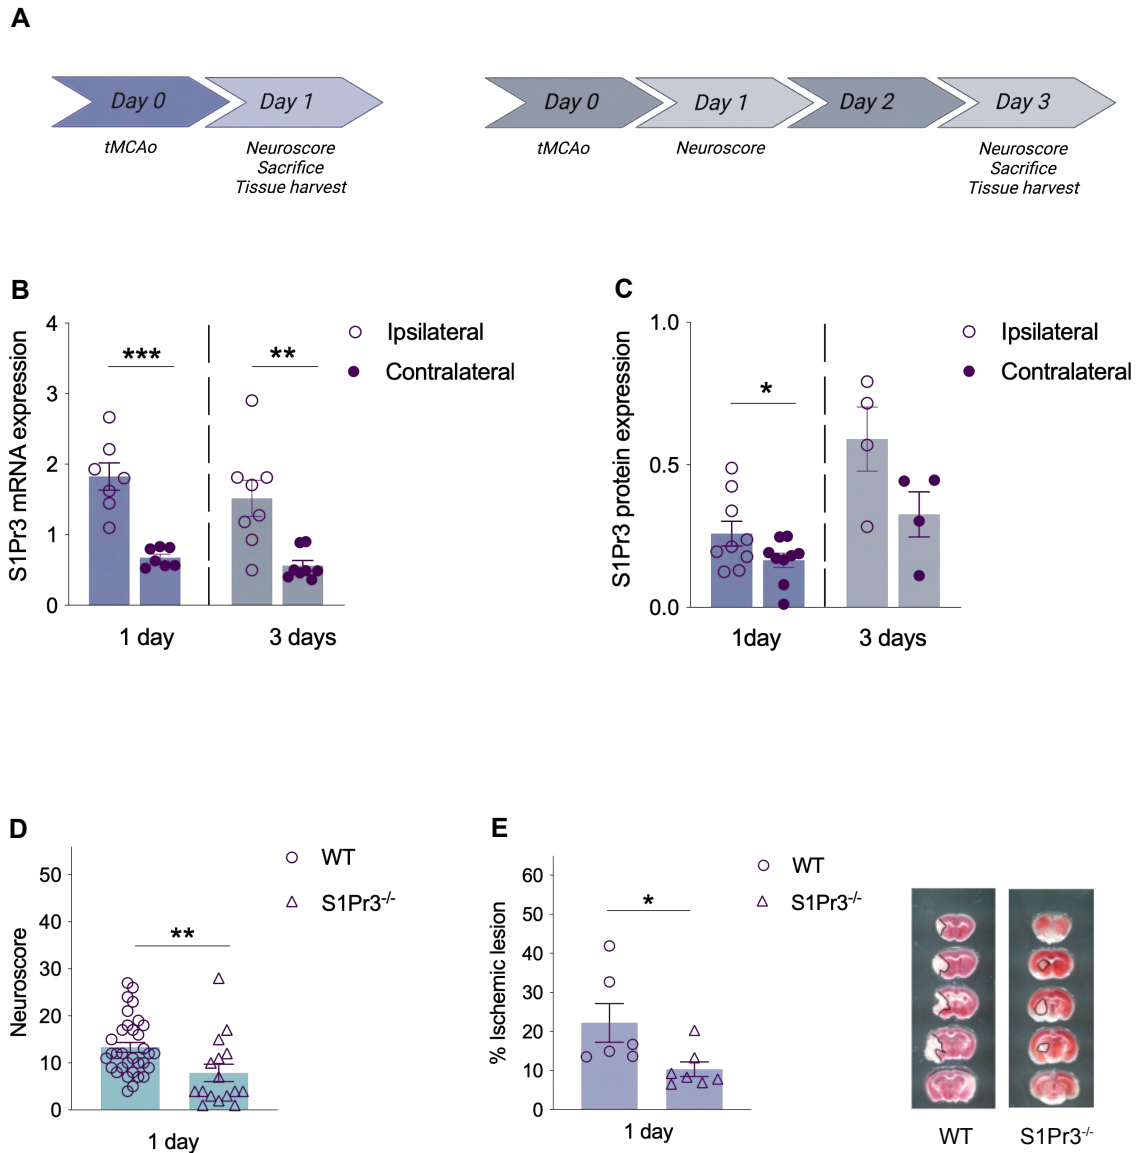 A
Day 0
Day 1
Day 0
Day 1
Day 2
Day 3
tMCAo
Neuroscore
Sacrifice
Tissue harvest
tMCAo
Neuroscore
Neuroscore
Sacrifice
Tissue harvest
B
S1Pr3 mRNA expression
4
3
2
1
0
***
**
Ipsilateral
Contralateral
1 day
3 days
C
S1Pr3 protein expression
1.0
0.5
0.0
*
Ipsilateral
Contralateral
1day
3 days
D
Neuroscore
50
40
30
20
10
0
**
WT
S1Pr3-/-
1 day
E
% Ischemic lesion
60
50
40
30
20
10
0
*
WT
S1Pr3-/-
1 day
WT
S1Pr3-/-